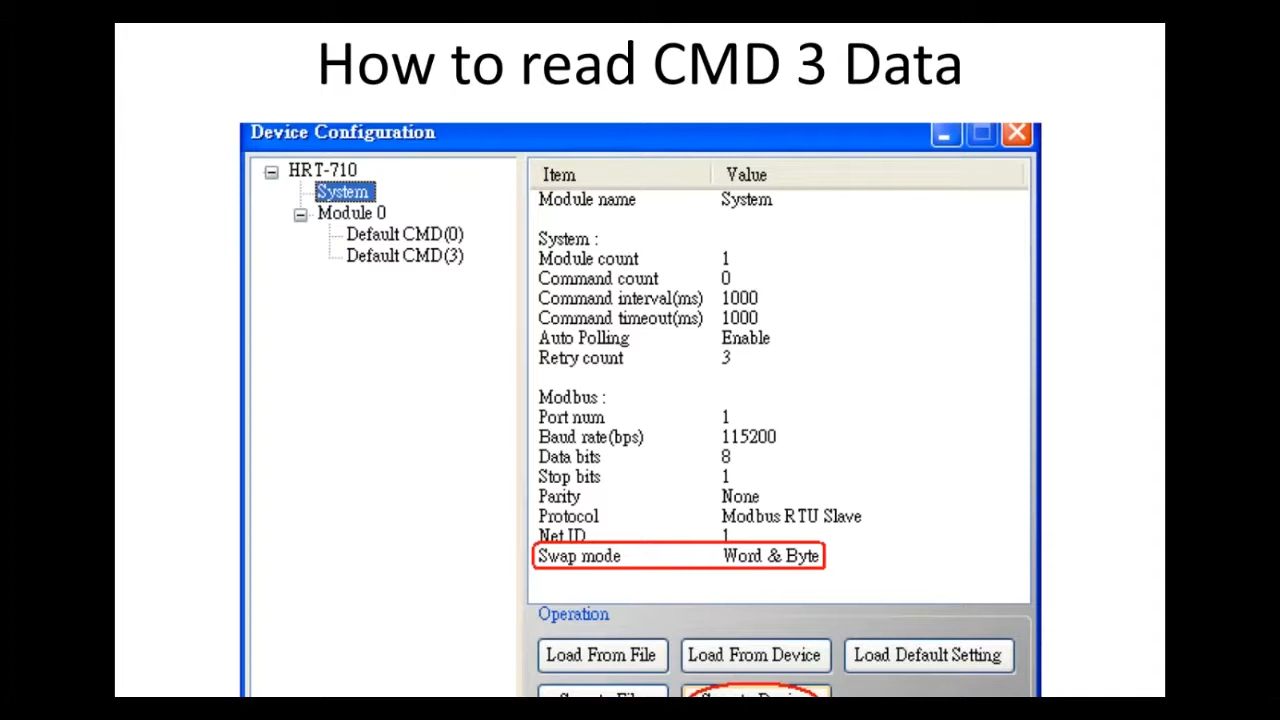 How to read CMD 3 Data
Device Configuration
HRT-710
System
Module 0
Default CMD(0)
Default CMD(3)
Item Value
Module name System
System :
Module count 1
Command count 0
Command interval(ms) 1000
Command timeout(ms) 1000
Auto Polling Enable
Retry count 3
Modbus :
Port num 1
Baud rate(bps) 115200
Data bits 8
Stop bits 1
Parity None
Protocol Modbus RTU Slave
Net ID 1
Swap mode Word & Byte
Operation
Load From File Load From Device Load Default Setting